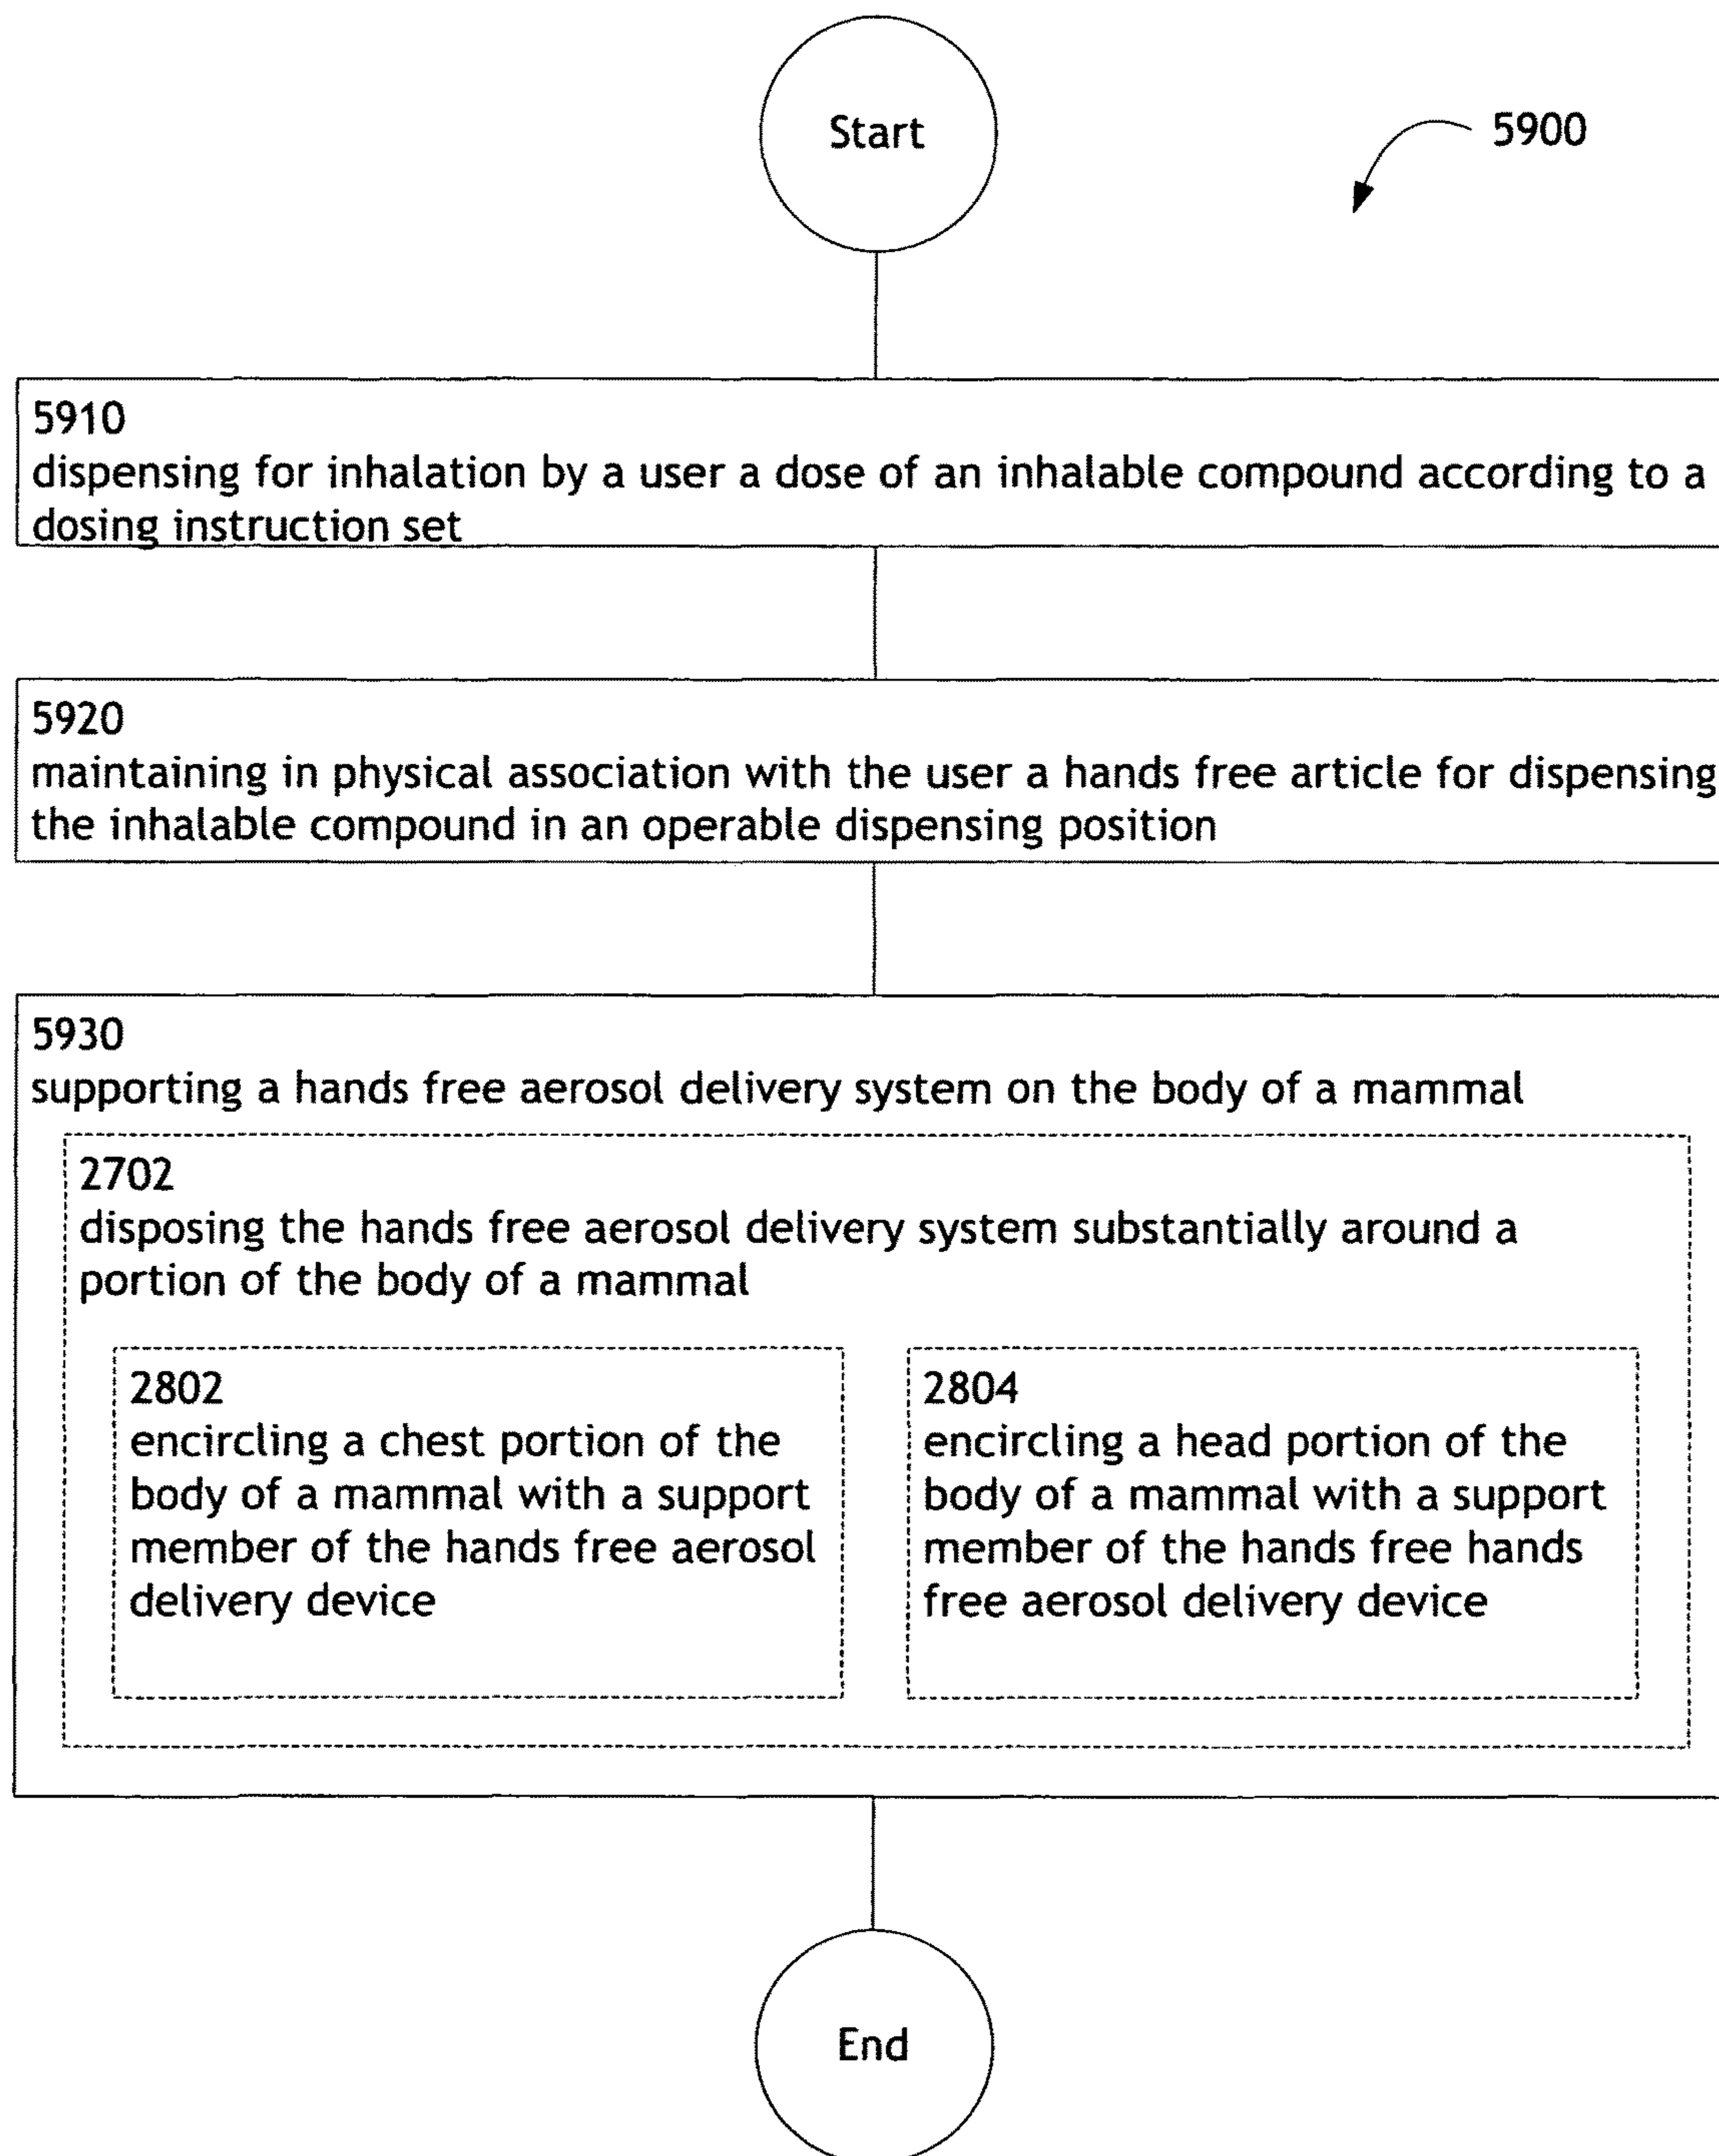 Start
5900
5910
dispensing for inhalation by a user a dose of an inhalable compound according to a
dosing instruction set
5920
maintaining in physical association with the user a hands free article for dispensing
the inhalable compound in an operable dispensing position
5930
supporting a hands free aerosol delivery system on the body of a mammal
2702
disposing the hands free aerosol delivery system substantially around a
portion of the body of a mammal
2802
encircling a chest portion of the
body of a mammal with a support
member of the hands free aerosol
delivery device
2804
encircling a head portion of the
body of a mammal with a support
member of the hands free hands
free aerosol delivery device
End